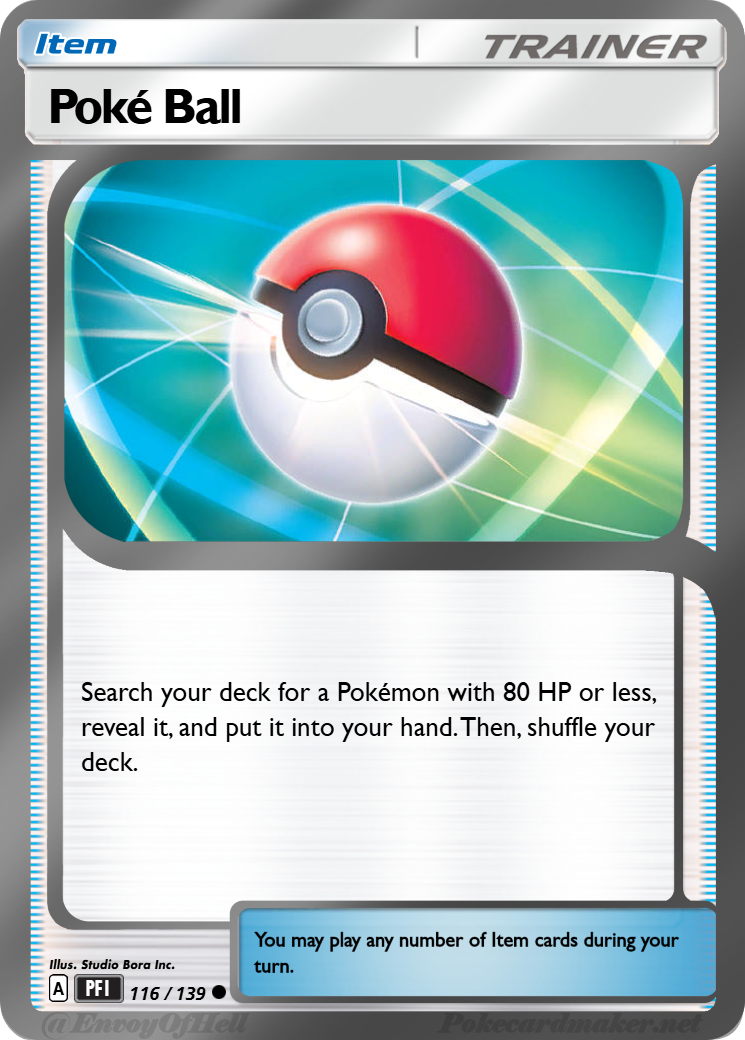 Item TRAINER
Poké Ball
Search your deck for a Pokémon with 80 HP or less,
reveal it, and put it into your hand. Then, shuffle your
deck.
You may play any number of Item cards during your
turn.
Illus. Studio Bora Inc.
A PFI 116 / 139
@EnvoyOfHell Pokecardmaker.net